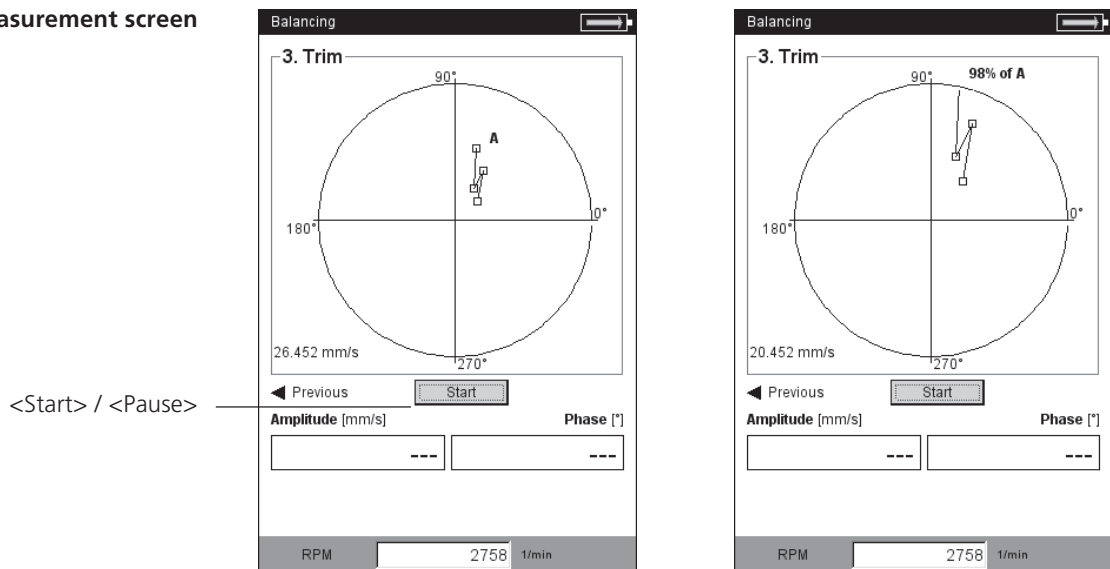 asurement screen
<Start> / <Pause>
Balancing
3. Trim
90°
A
0°
180°
26.452 mm/s
270°
Previous
Start
Amplitude [mm/s]
Phase [°]
---
---
RPM
2758
1/min
Balancing
3. Trim
90°
98% of A
0°
180°
20.452 mm/s
270°
Previous
Start
Amplitude [mm/s]
Phase [°]
---
---
RPM
2758
1/min